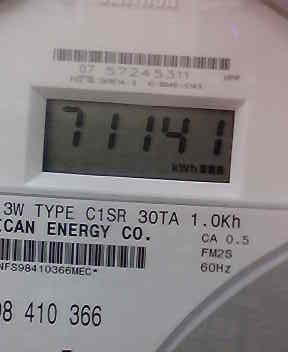 07 57245311
71141
kWh
3W TYPE C1SR 30TA 1.0Kh
ICAN ENERGY CO.
CA 0.5
FM2S
60Hz
NFS98410366MEC*
98 410 366